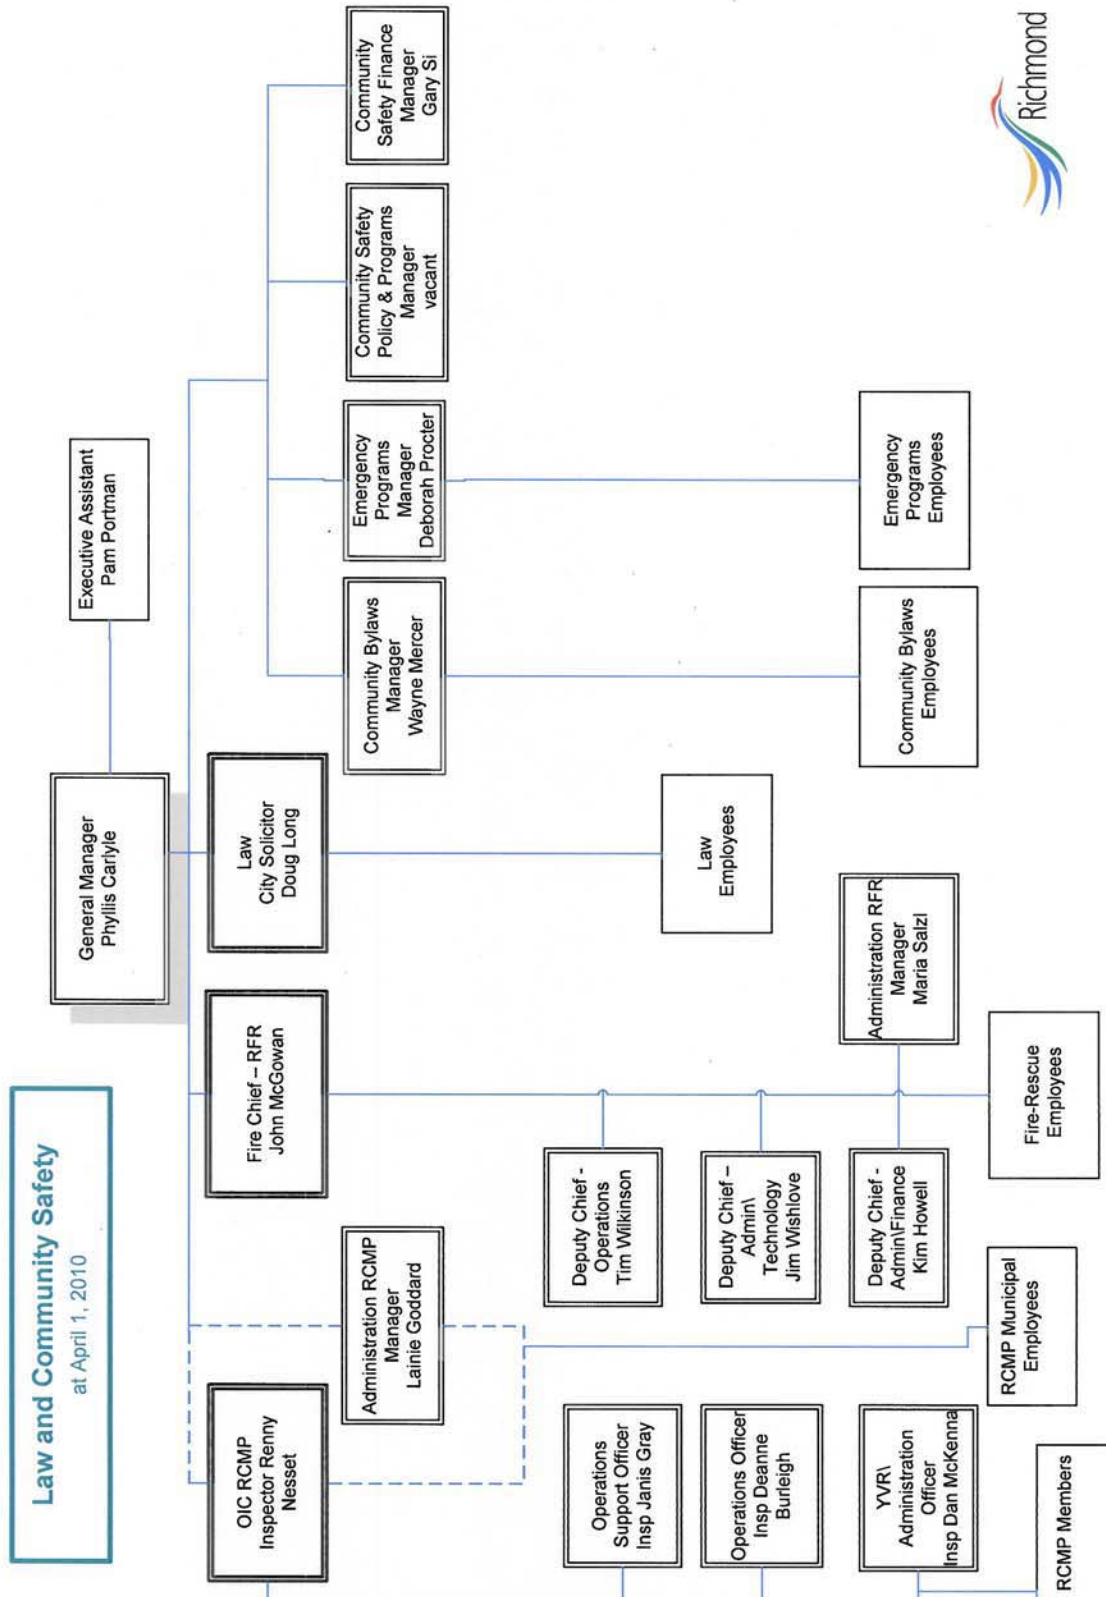 Law and Community Safety
at April 1, 2010
General Manager
Phyllis Carlyle
Executive Assistant
Pam Portman
OIC RCMP
Inspector Renny
Nesset
Fire Chief – RFR
John McGowan
Law
City Solicitor
Doug Long
Administration RCMP
Manager
Lainie Goddard
Community Bylaws
Manager
Wayne Mercer
Emergency
Programs
Manager
Deborah Procter
Community Safety
Policy & Programs
Manager
vacant
Community
Safety Finance
Manager
Gary Si
Operations
Support Officer
Insp Janis Gray
Deputy Chief -
Operations
Tim Wilkinson
Law
Employees
Operations Officer
Insp Deanne
Burleigh
Deputy Chief –
Admin\
Technology
Jim Wishlove
YVR\
Administration
Officer
Insp Dan McKenna
Deputy Chief -
Admin\Finance
Kim Howell
Administration RFR
Manager
Maria Salzl
Community Bylaws
Employees
Emergency
Programs
Employees
RCMP Members
RCMP Municipal
Employees
Fire-Rescue
Employees
Richmond